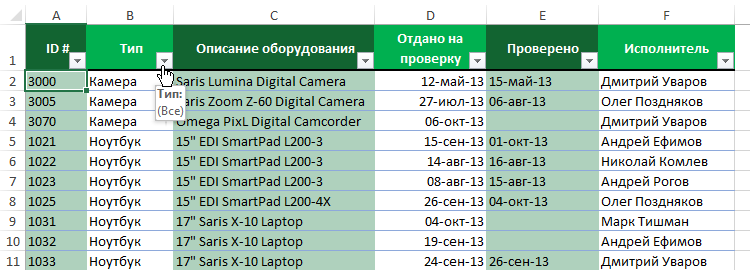 A B C D E F
1 ID # Тип Описание оборудования Отдано на проверку Проверено Исполнитель
2 3000 Камера Saris Lumina Digital Camera 12-май-13 15-май-13 Дмитрий Уваров
3 3005 Камера Saris Zoom Z-60 Digital Camera 27-июл-13 06-авг-13 Олег Поздняков
4 3070 Камера Omega PixL Digital Camcorder 06-окт-13 Дмитрий Уваров
Тип:
(Все)
5 1021 Ноутбук 15" EDI SmartPad L200-3 15-сен-13 01-окт-13 Андрей Ефимов
6 1022 Ноутбук 15" EDI SmartPad L200-3 14-авг-13 16-авг-13 Николай Комлев
7 1023 Ноутбук 15" EDI SmartPad L200-3 08-авг-13 15-авг-13 Андрей Рогов
8 1025 Ноутбук 15" EDI SmartPad L200-4X 26-сен-13 04-окт-13 Олег Поздняков
9 1031 Ноутбук 17" Saris X-10 Laptop 04-окт-13 Марк Тишман
10 1032 Ноутбук 17" Saris X-10 Laptop 19-сен-13 Андрей Ефимов
11 1033 Ноутбук 17" Saris X-10 Laptop 24-сен-13 26-сен-13 Дмитрий Уваров